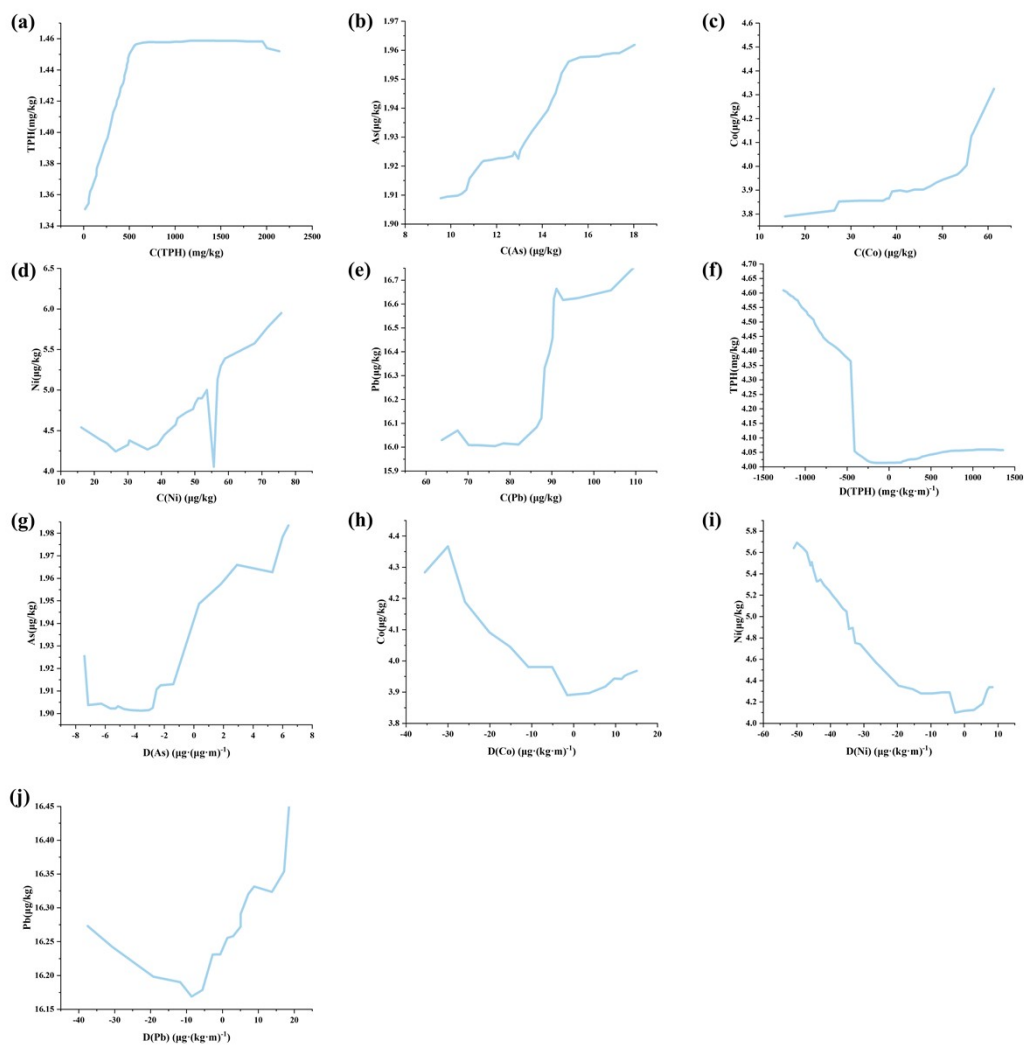 (a)
1.46
1.44
1.42
1.40
1.38
1.36
1.34
TPH(mg/kg)
0 500 1000 1500 2000 2500
C(TPH) (mg/kg)
(b)
1.97
1.96
1.95
1.94
1.93
1.92
1.91
1.90
As(μg/kg)
8 10 12 14 16 18
C(As) (μg/kg)
(c)
4.6
4.5
4.4
4.3
4.2
4.1
4.0
3.9
3.8
3.7
Co(μg/kg)
10 20 30 40 50 60
C(Co) (μg/kg)
(d)
6.5
6.0
5.5
5.0
4.5
4.0
Ni(μg/kg)
10 20 30 40 50 60 70 80
C(Ni) (μg/kg)
(e)
16.7
16.6
16.5
16.4
16.3
16.2
16.1
16.0
15.9
Pb(μg/kg)
60 70 80 90 100 110
C(Pb) (μg/kg)
(f)
4.70
4.65
4.60
4.55
4.50
4.45
4.40
4.35
4.30
4.25
4.20
4.15
4.10
4.05
4.00
TPH(mg/kg)
-1500 -1000 -500 0 500 1000 1500
D(TPH) (mg·(kg·m)⁻¹
(g)
1.98
1.97
1.96
1.95
1.94
1.93
1.92
1.91
1.90
As(μg/kg)
-8 -6 -4 -2 0 2 4 6 8
D(As) (μg·(μg·m)⁻¹
(h)
4.4
4.3
4.2
4.1
4.0
3.9
3.8
Co(μg/kg)
-40 -30 -20 -10 0 10 20
D(Co) (μg·(kg·m)⁻¹
(i)
5.8
5.6
5.4
5.2
5.0
4.8
4.6
4.4
4.2
4.0
Ni(μg/kg)
-60 -50 -40 -30 -20 -10 0 10
D(Ni) (μg·(kg·m)⁻¹
(j)
16.45
16.40
16.35
16.30
16.25
16.20
16.15
Pb(μg/kg)
-40 -30 -20 -10 0 10 20
D(Pb) (μg·(kg·m)⁻¹